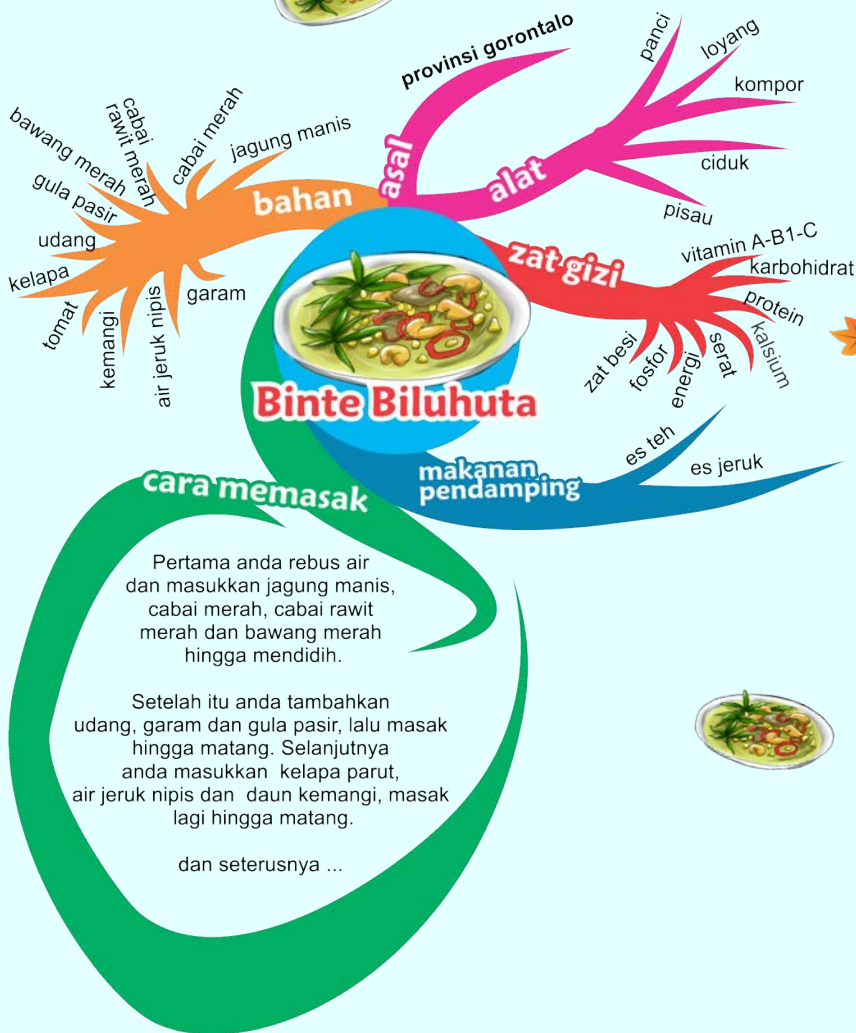 asal
provinsi gorontalo
alat
panci
loyang
kompor
ciduk
pisau
bahan
jagung manis
cabai merah
cabai
rawit merah
bawang merah
gula pasir
udang
kelapa
tomat
kemangi
air jeruk nipis
garam
zat gizi
vitamin A-B1-C
karbohidrat
protein
kalsium
serat
energi
fosfor
zat besi
Binte Biluhuta
makanan
pendamping
es teh
es jeruk
cara memasak
Pertama anda rebus air
dan masukkan jagung manis,
cabai merah, cabai rawit
merah dan bawang merah
hingga mendidih.
Setelah itu anda tambahkan
udang, garam dan gula pasir, lalu masak
hingga matang. Selanjutnya
anda masukkan kelapa parut,
air jeruk nipis dan daun kemangi, masak
lagi hingga matang.
dan seterusnya ...